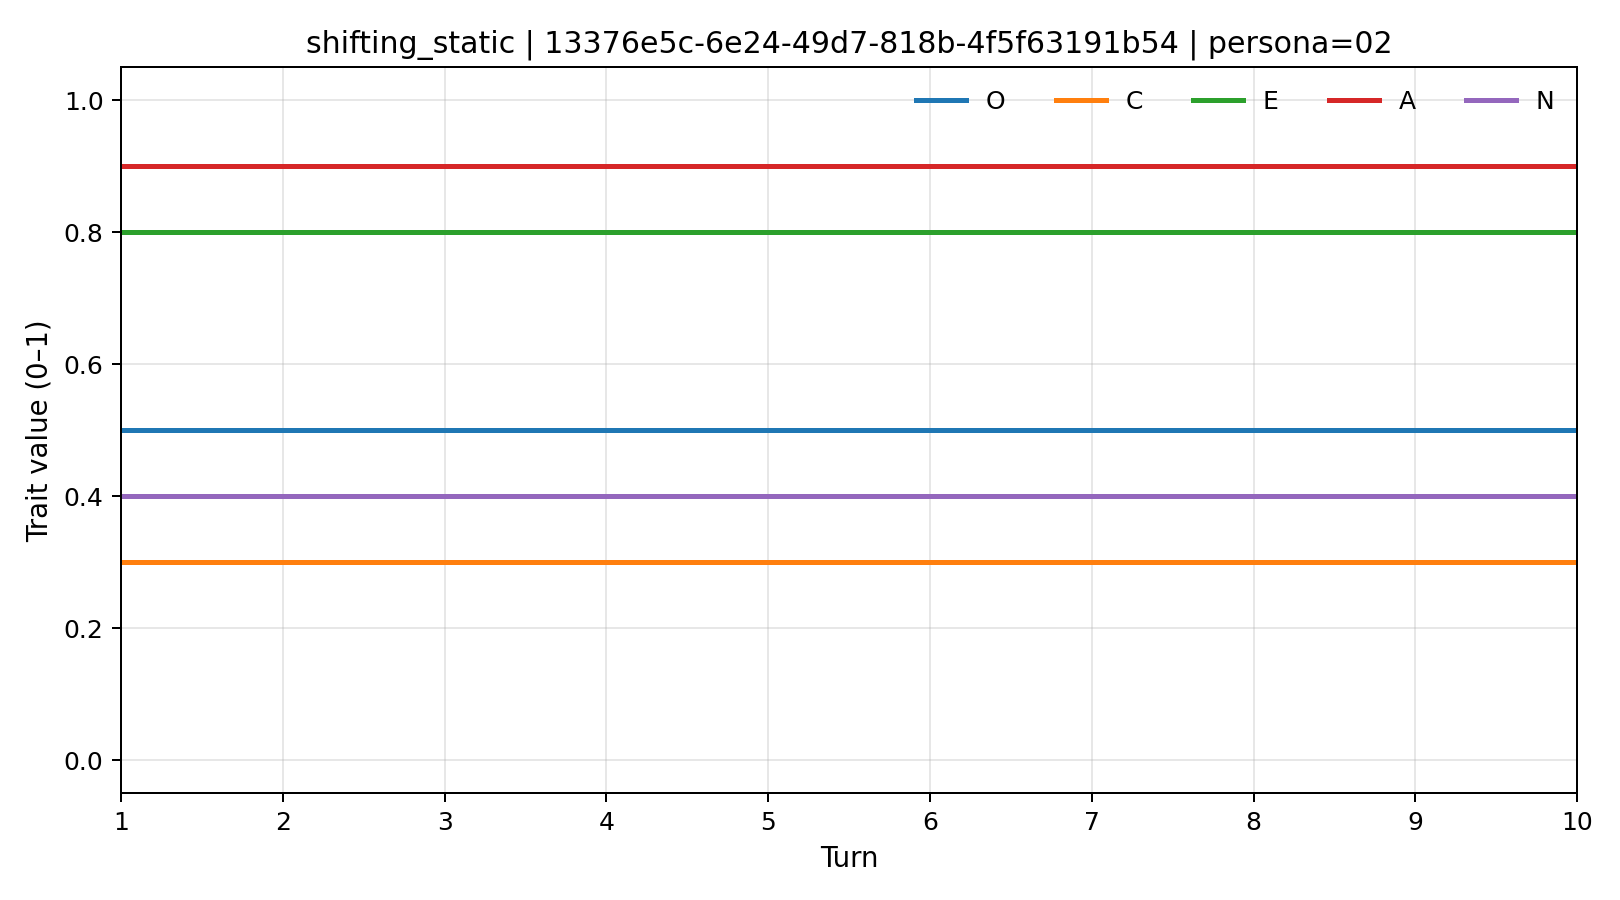 shifting_static | 13376e5c-6e24-49d7-818b-4f5f63191b54 | persona=02
O C E A N
1.0
0.8
0.6
0.4
0.2
0.0
Trait value (0–1)
1 2 3 4 5 6 7 8 9 10
Turn